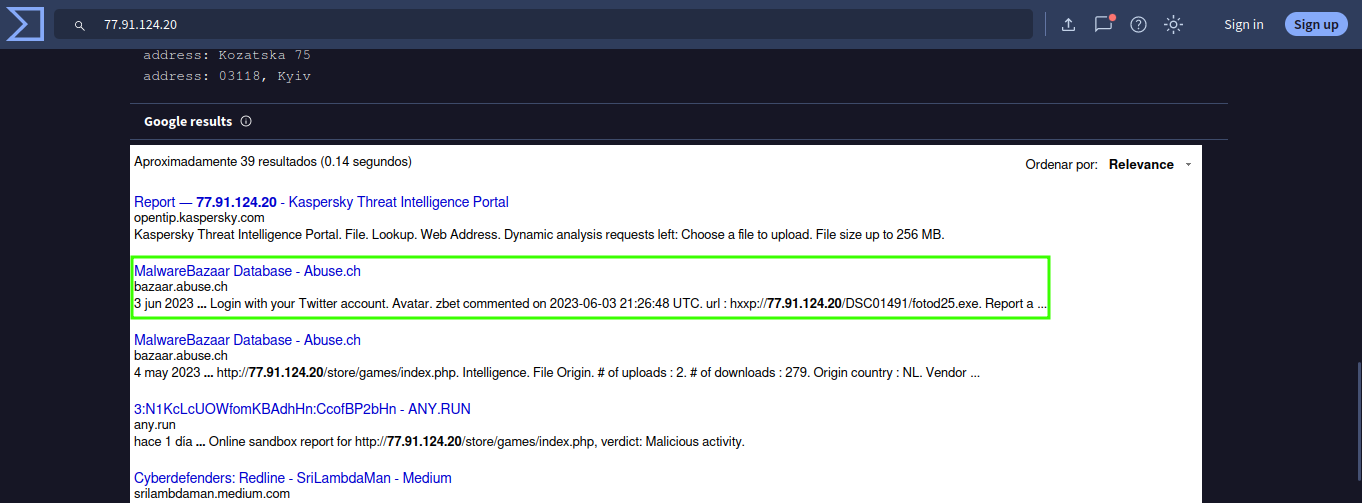 77.91.124.20
Sign in
Sign up
address: Kozatska 75
address: 03118, Kyiv
Google results
Aproximadamente 39 resultados (0.14 segundos)
Ordenar por: Relevance
Report — 77.91.124.20 - Kaspersky Threat Intelligence Portal
opentip.kaspersky.com
Kaspersky Threat Intelligence Portal. File. Lookup. Web Address. Dynamic analysis requests left: Choose a file to upload. File size up to 256 MB.
MalwareBazaar Database - Abuse.ch
bazaar.abuse.ch
3 jun 2023 ... Login with your Twitter account. Avatar. zbet commented on 2023-06-03 21:26:48 UTC. url : hxxp://77.91.124.20/DSC01491/fotod25.exe. Report a ...
MalwareBazaar Database - Abuse.ch
bazaar.abuse.ch
4 may 2023 ... http://77.91.124.20/store/games/index.php. Intelligence. File Origin. # of uploads : 2. # of downloads : 279. Origin country : NL. Vendor ...
3:N1KcLcUOWfomKBAdhHn:CcofBP2bHn - ANY.RUN
any.run
hace 1 día ... Online sandbox report for http://77.91.124.20/store/games/index.php, verdict: Malicious activity.
Cyberdefenders: Redline - SriLambdaMan - Medium
srilambdaman.medium.com